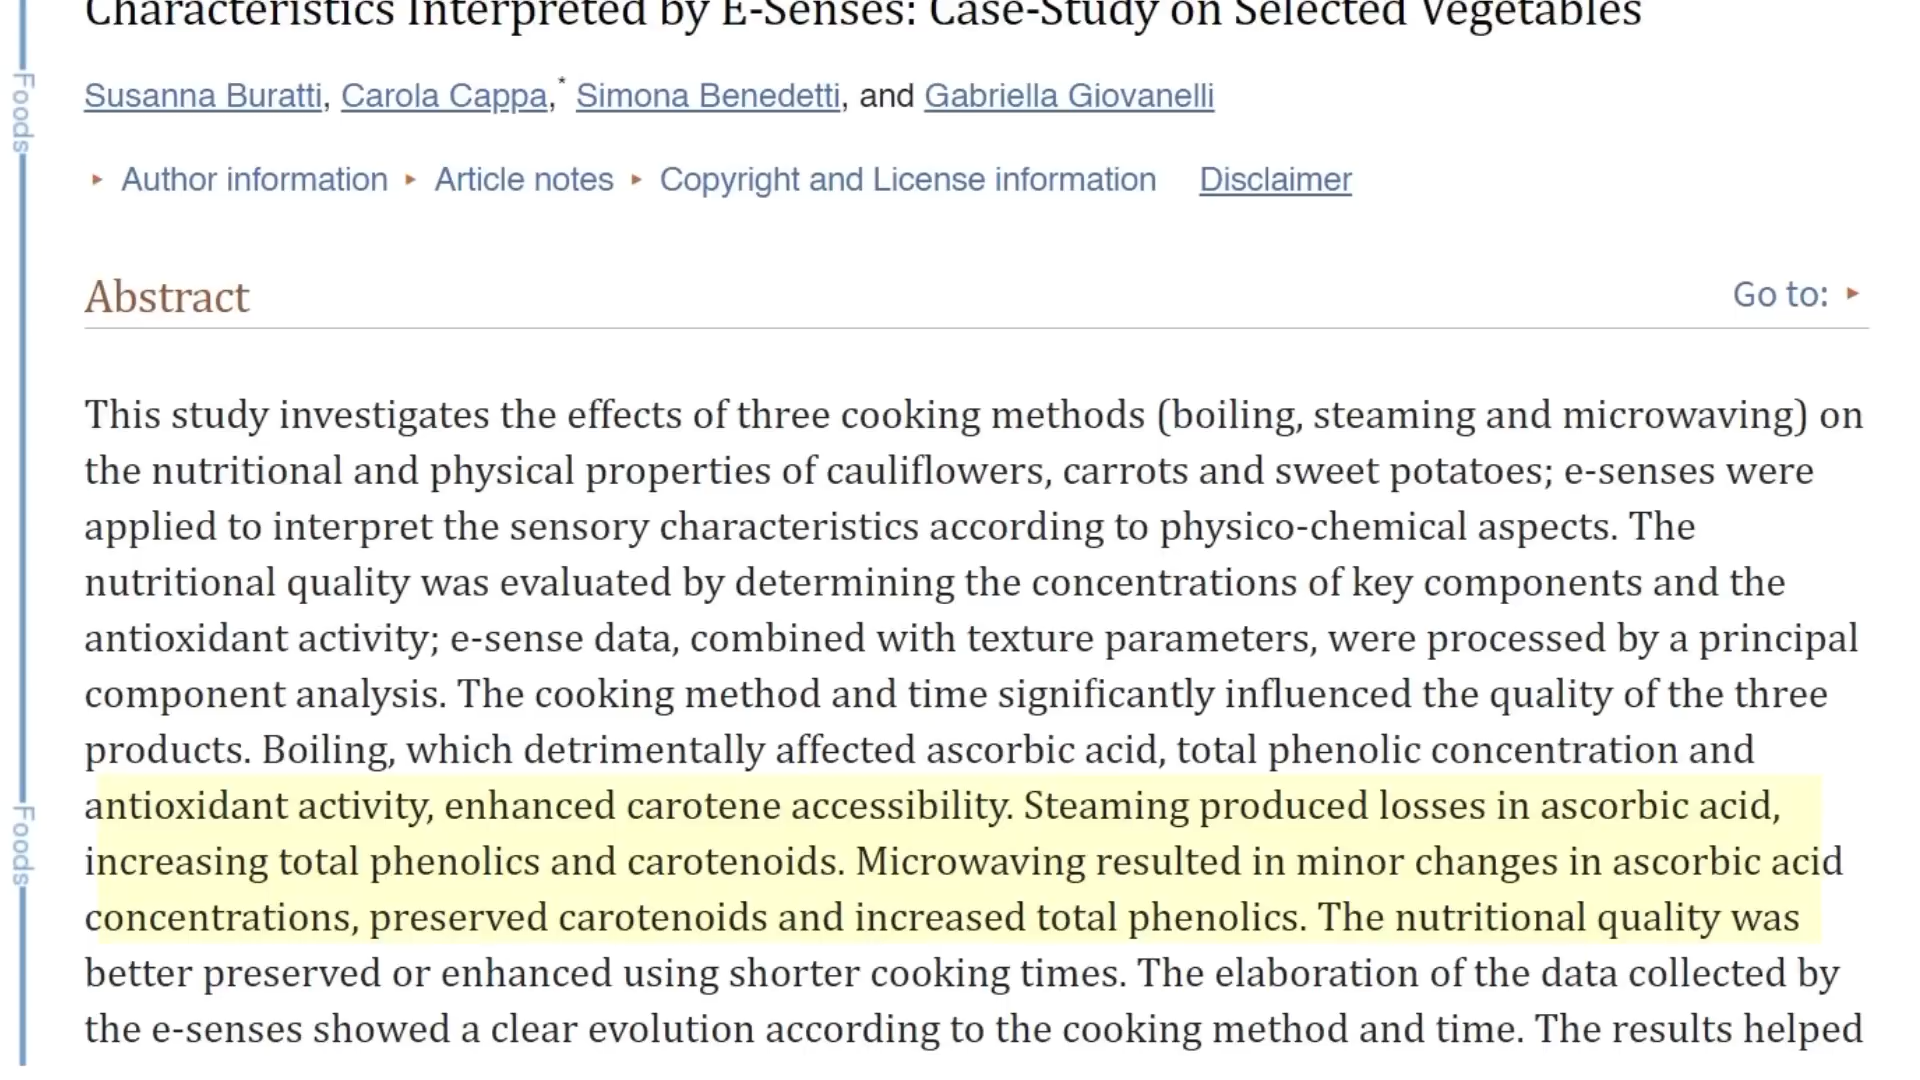 Characteristics Interpreted by E-Senses: Case-Study on Selected Vegetables
Susanna Buratti, Carola Cappa,* Simona Benedetti, and Gabriella Giovanelli
Author information Article notes Copyright and License information Disclaimer
Abstract
Go to:
This study investigates the effects of three cooking methods (boiling, steaming and microwaving) on
the nutritional and physical properties of cauliflowers, carrots and sweet potatoes; e-senses were
applied to interpret the sensory characteristics according to physico-chemical aspects. The
nutritional quality was evaluated by determining the concentrations of key components and the
antioxidant activity; e-sense data, combined with texture parameters, were processed by a principal
component analysis. The cooking method and time significantly influenced the quality of the three
products. Boiling, which detrimentally affected ascorbic acid, total phenolic concentration and
antioxidant activity, enhanced carotene accessibility. Steaming produced losses in ascorbic acid,
increasing total phenolics and carotenoids. Microwaving resulted in minor changes in ascorbic acid
concentrations, preserved carotenoids and increased total phenolics. The nutritional quality was
better preserved or enhanced using shorter cooking times. The elaboration of the data collected by
the e-senses showed a clear evolution according to the cooking method and time. The results helped
Foods
Foods